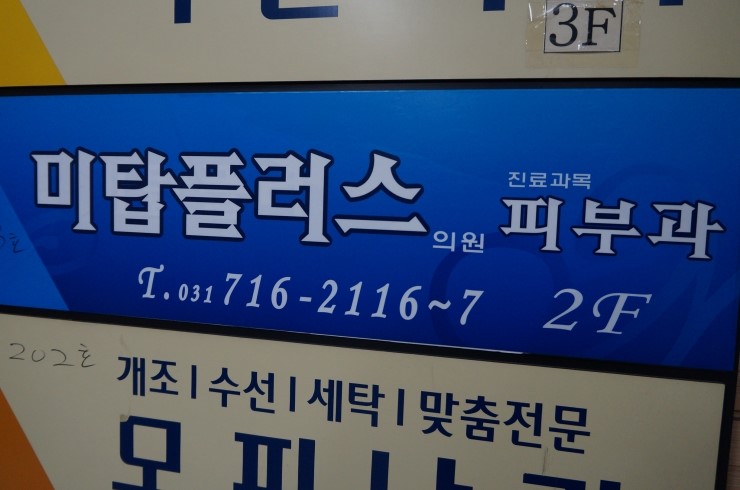 3F
미탑플러스 의원 진료과목 피부과
T. 031 716-2116~7 2F
202호
개조 | 수선 | 세탁 | 맞춤전문